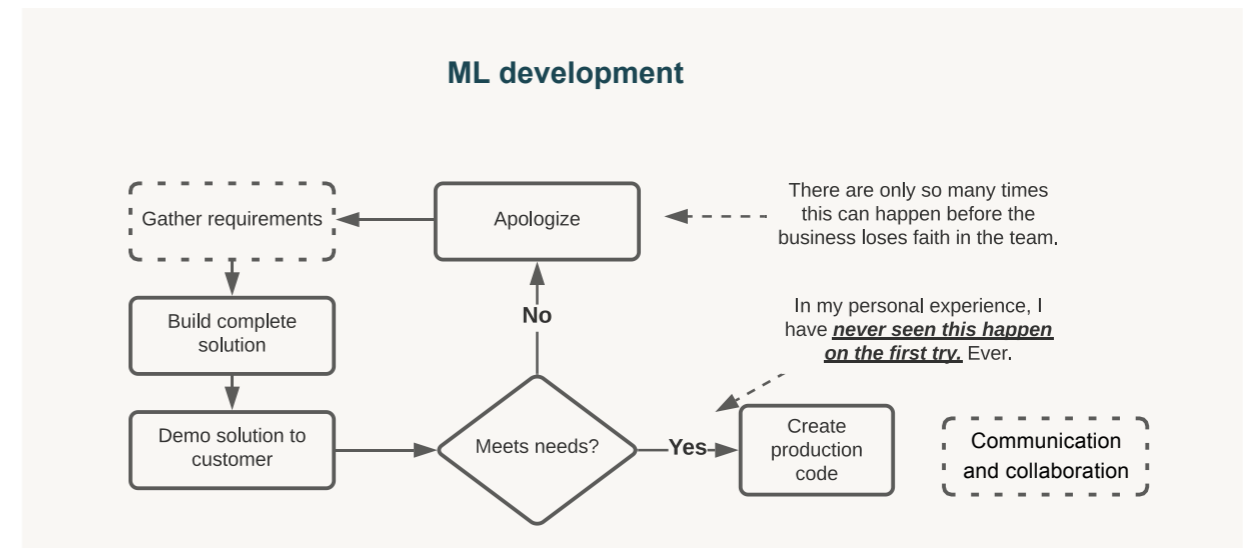 ML development
Gather requirements
Apologize
There are only so many times
this can happen before the
business loses faith in the team.
Build complete
solution
No
In my personal experience, I
have never seen this happen
on the first try. Ever.
Demo solution to
customer
Meets needs?
Yes
Create
production
code
Communication
and collaboration